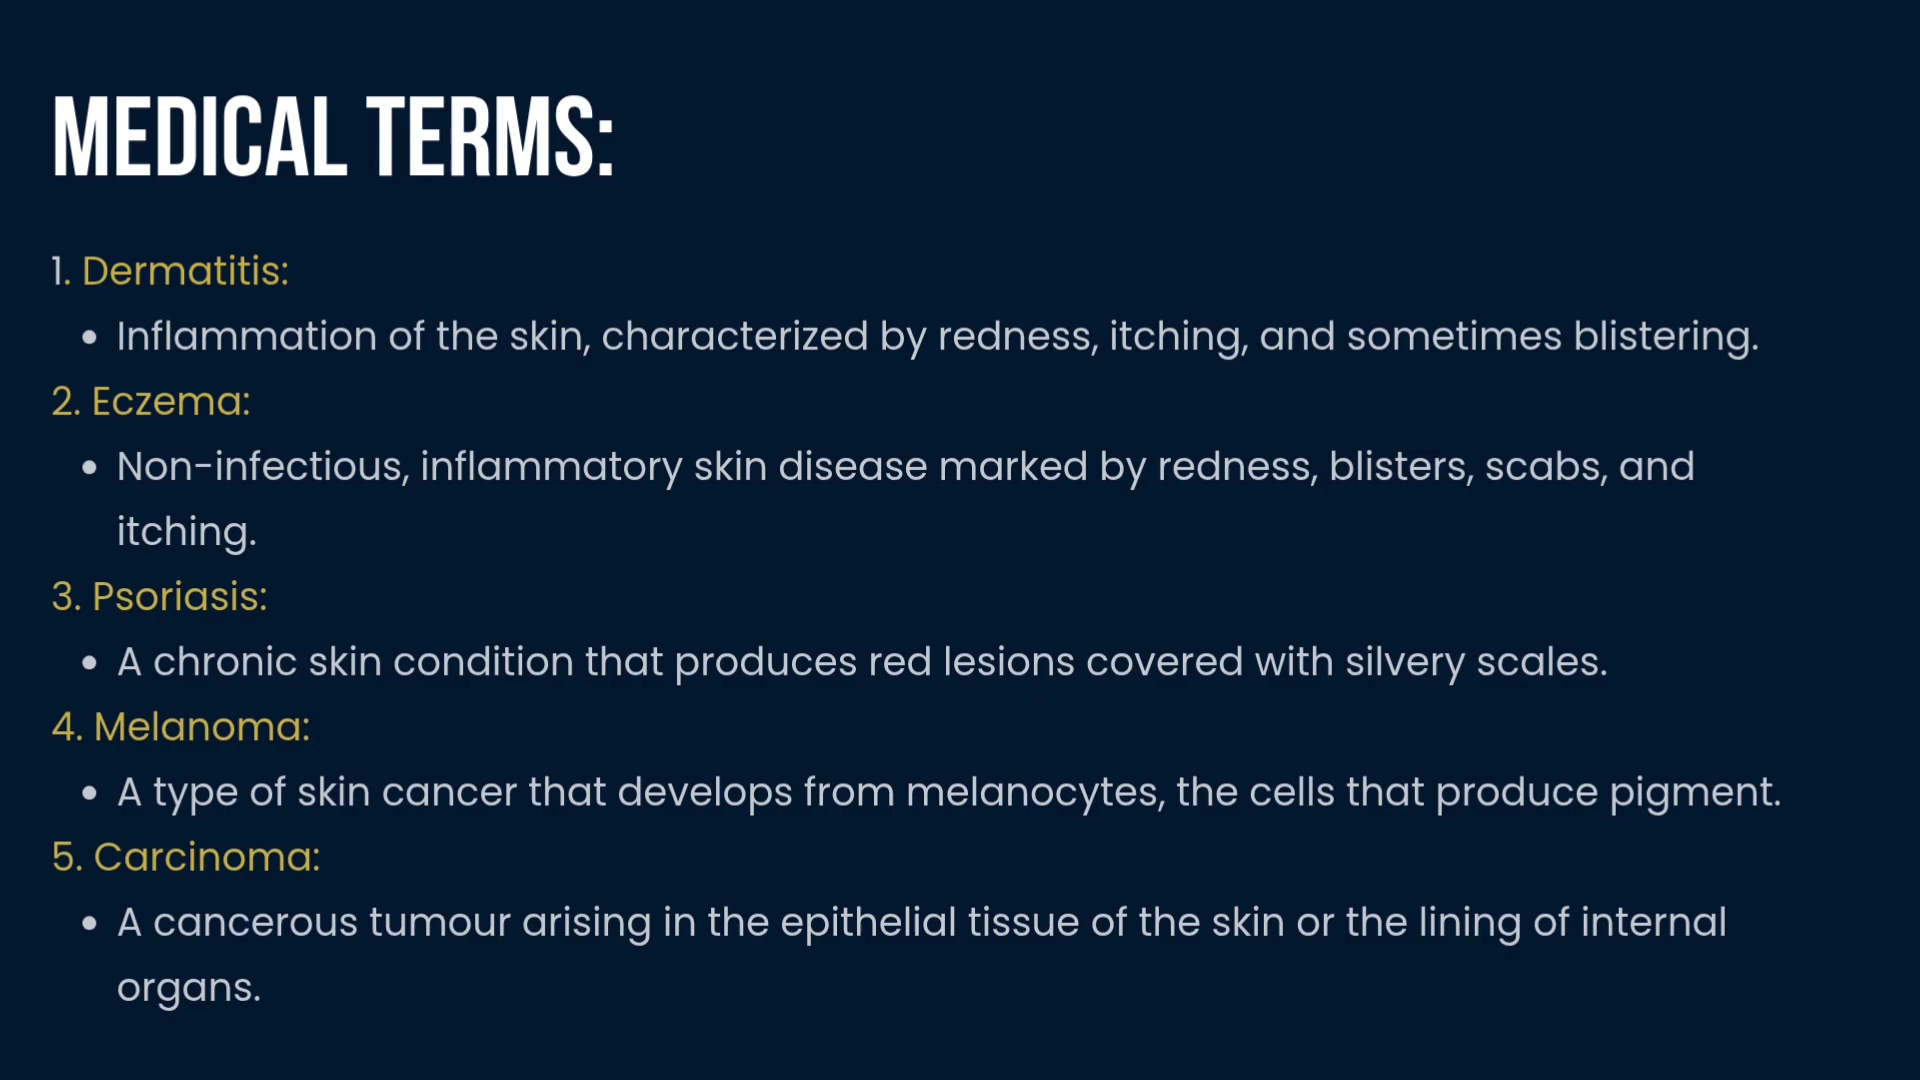 MEDICAL TERMS:
1. Dermatitis:
• Inflammation of the skin, characterized by redness, itching, and sometimes blistering.
2. Eczema:
• Non-infectious, inflammatory skin disease marked by redness, blisters, scabs, and
itching.
3. Psoriasis:
• A chronic skin condition that produces red lesions covered with silvery scales.
4. Melanoma:
• A type of skin cancer that develops from melanocytes, the cells that produce pigment.
5. Carcinoma:
• A cancerous tumour arising in the epithelial tissue of the skin or the lining of internal
organs.